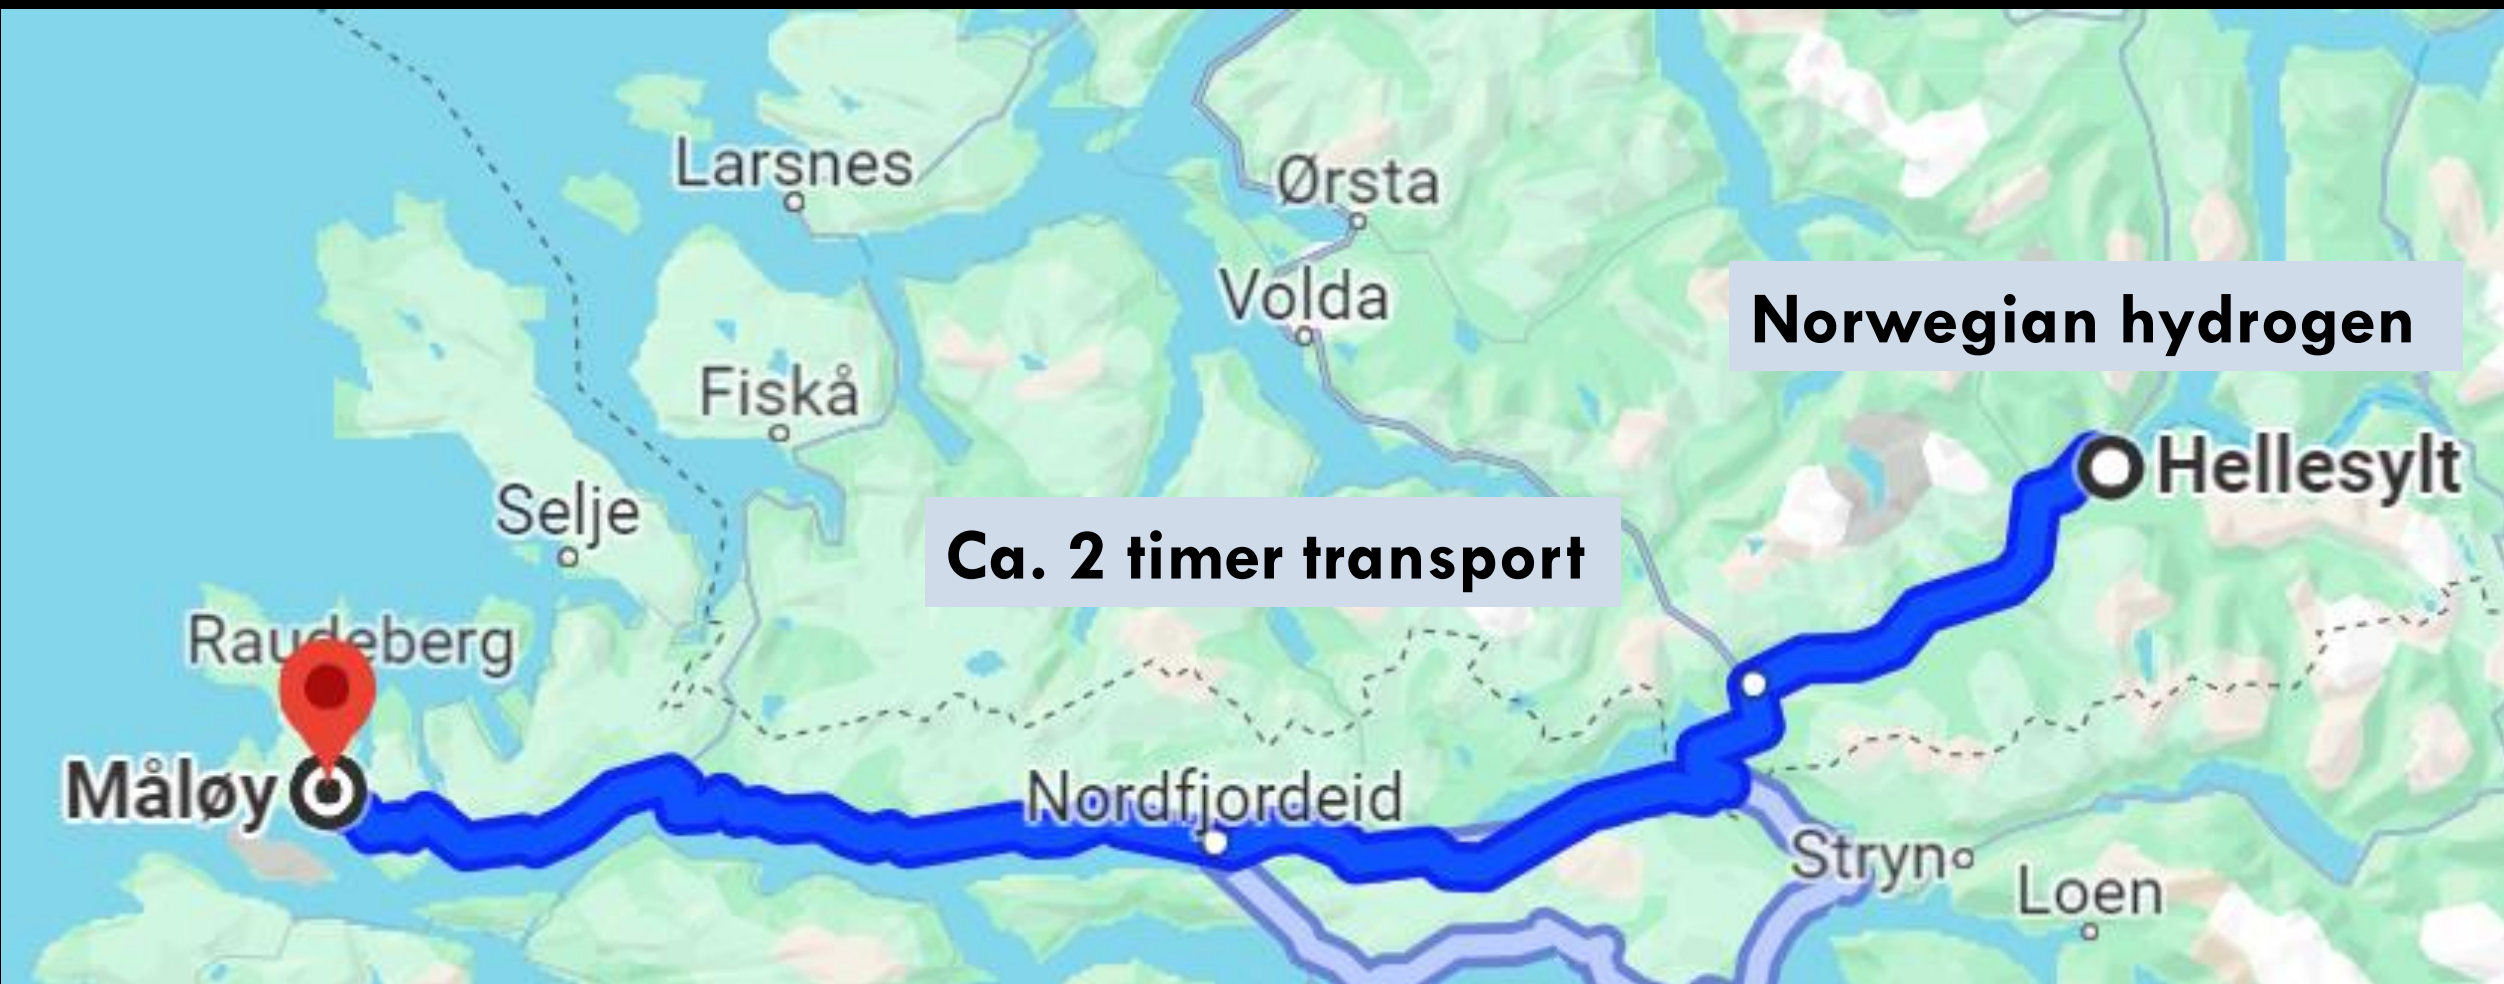 Larsnes
Ørsta
Volda
Norwegian hydrogen
Fiskå
Hellesylt
Selje
Ca. 2 timer transport
Raudeberg
Måløy
Nordfjordeid
Stryn
Loen